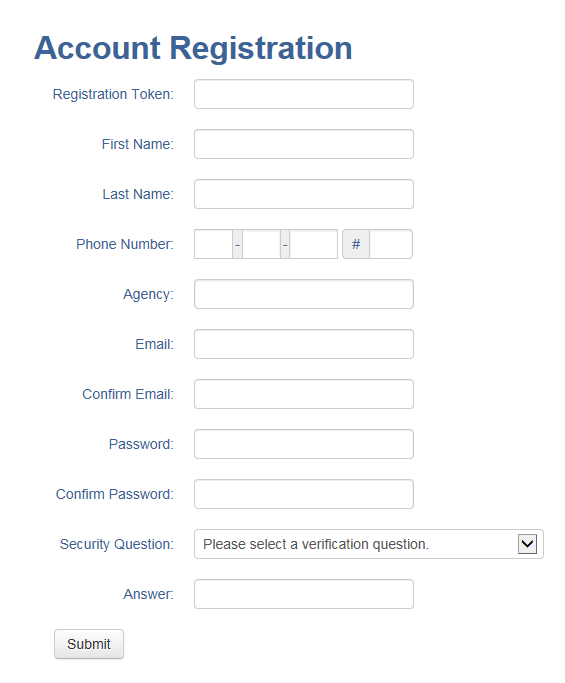 Account Registration
Registration Token:
First Name:
Last Name:
Phone Number: - - #
Agency:
Email:
Confirm Email:
Password:
Confirm Password:
Security Question: Please select a verification question.
Answer:
Submit